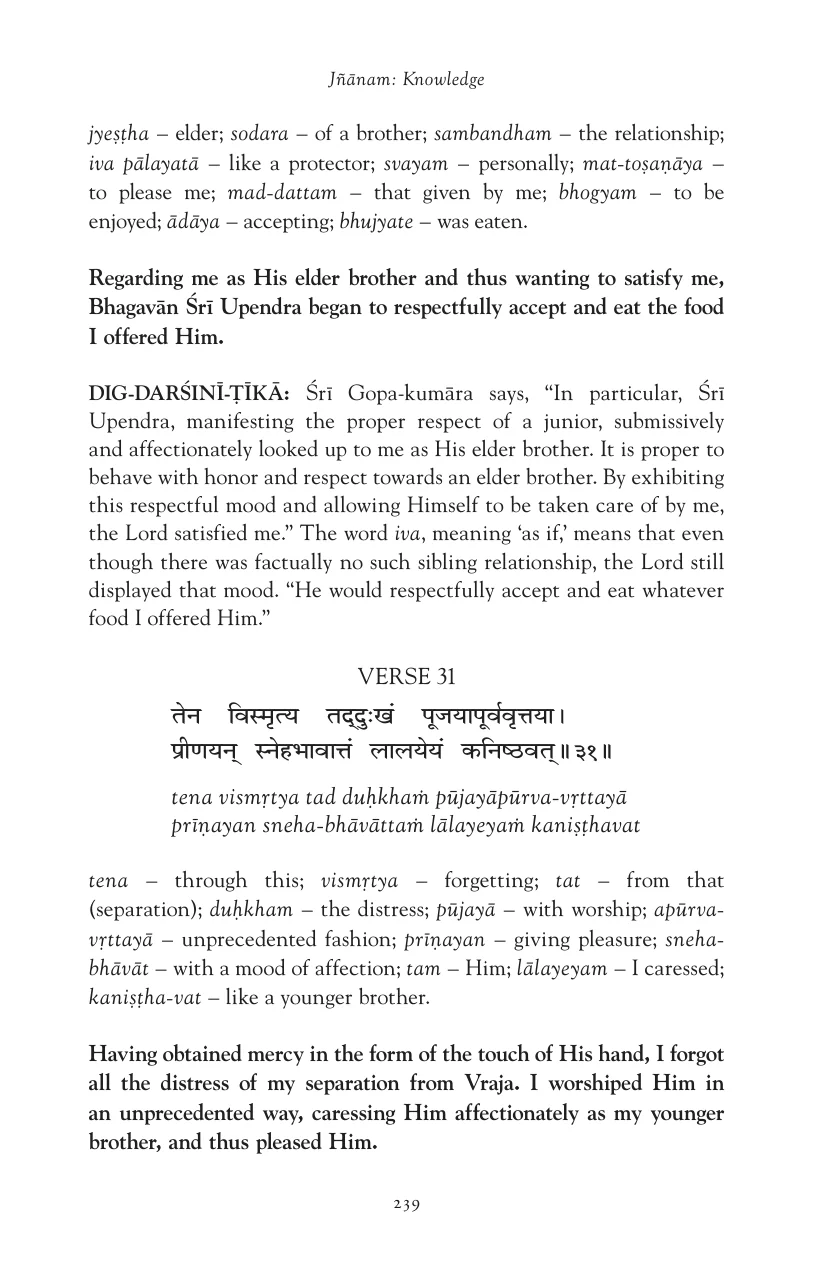 Jñānam: Knowledge
jyeṣṭha – elder; sodara – of a brother; sambandham – the relationship;
iva pālayatā – like a protector; svayam – personally; mat-toṣaṇāya –
to please me; mad-dattam – that given by me; bhogyam – to be
enjoyed; ādāya – accepting; bhujyate – was eaten.
Regarding me as His elder brother and thus wanting to satisfy me,
Bhagavān Śrī Upendra began to respectfully accept and eat the food
I offered Him.
DIG-DARŚINĪ-ṬĪKĀ: Śrī Gopa-kumāra says, “In particular, Śrī
Upendra, manifesting the proper respect of a junior, submissively
and affectionately looked up to me as His elder brother. It is proper to
behave with honor and respect towards an elder brother. By exhibiting
this respectful mood and allowing Himself to be taken care of by me,
the Lord satisfied me.” The word iva, meaning ‘as if,’ means that even
though there was factually no such sibling relationship, the Lord still
displayed that mood. “He would respectfully accept and eat whatever
food I offered Him.”
VERSE 31
तेन विस्मृत्य तद्दुःखं पूजयापूर्ववृत्तया।
प्रीणयन् स्नेहभावात्तं लालयेयं कनिष्ठवत्॥३१॥
tena vismṛtya tad duḥkhaṁ pūjayāpūrva-vṛttayā
prīṇayan sneha-bhāvāttaṁ lālayeyaṁ kaniṣṭhavat
tena – through this; vismṛtya – forgetting; tat – from that
(separation); duḥkham – the distress; pūjayā – with worship; apūrva-
vṛttayā – unprecedented fashion; prīṇayan – giving pleasure; sneha-
bhāvāt – with a mood of affection; tam – Him; lālayeyam – I caressed;
kaniṣṭha-vat – like a younger brother.
Having obtained mercy in the form of the touch of His hand, I forgot
all the distress of my separation from Vraja. I worshiped Him in
an unprecedented way, caressing Him affectionately as my younger
brother, and thus pleased Him.
239